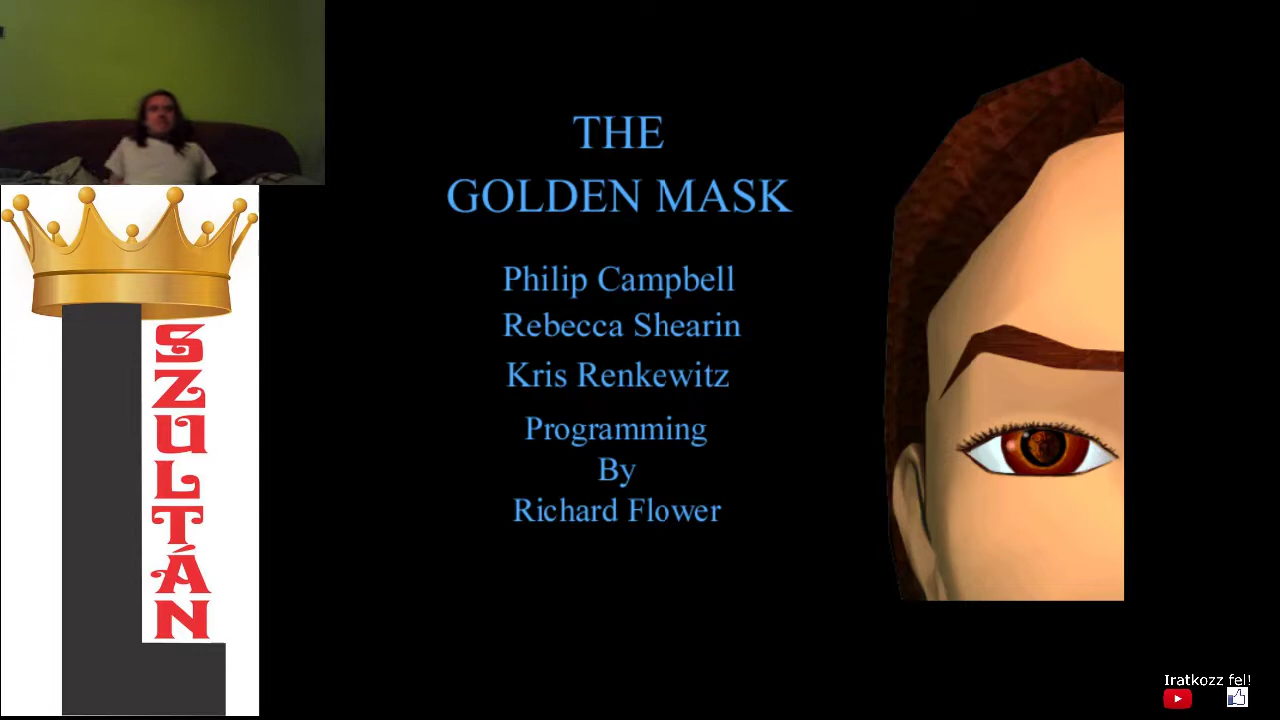 THE
GOLDEN MASK
Philip Campbell
Rebecca Shearin
Kris Renkewitz
Programming
By
Richard Flower
L
SZULTÁN
Iratkozz fel!